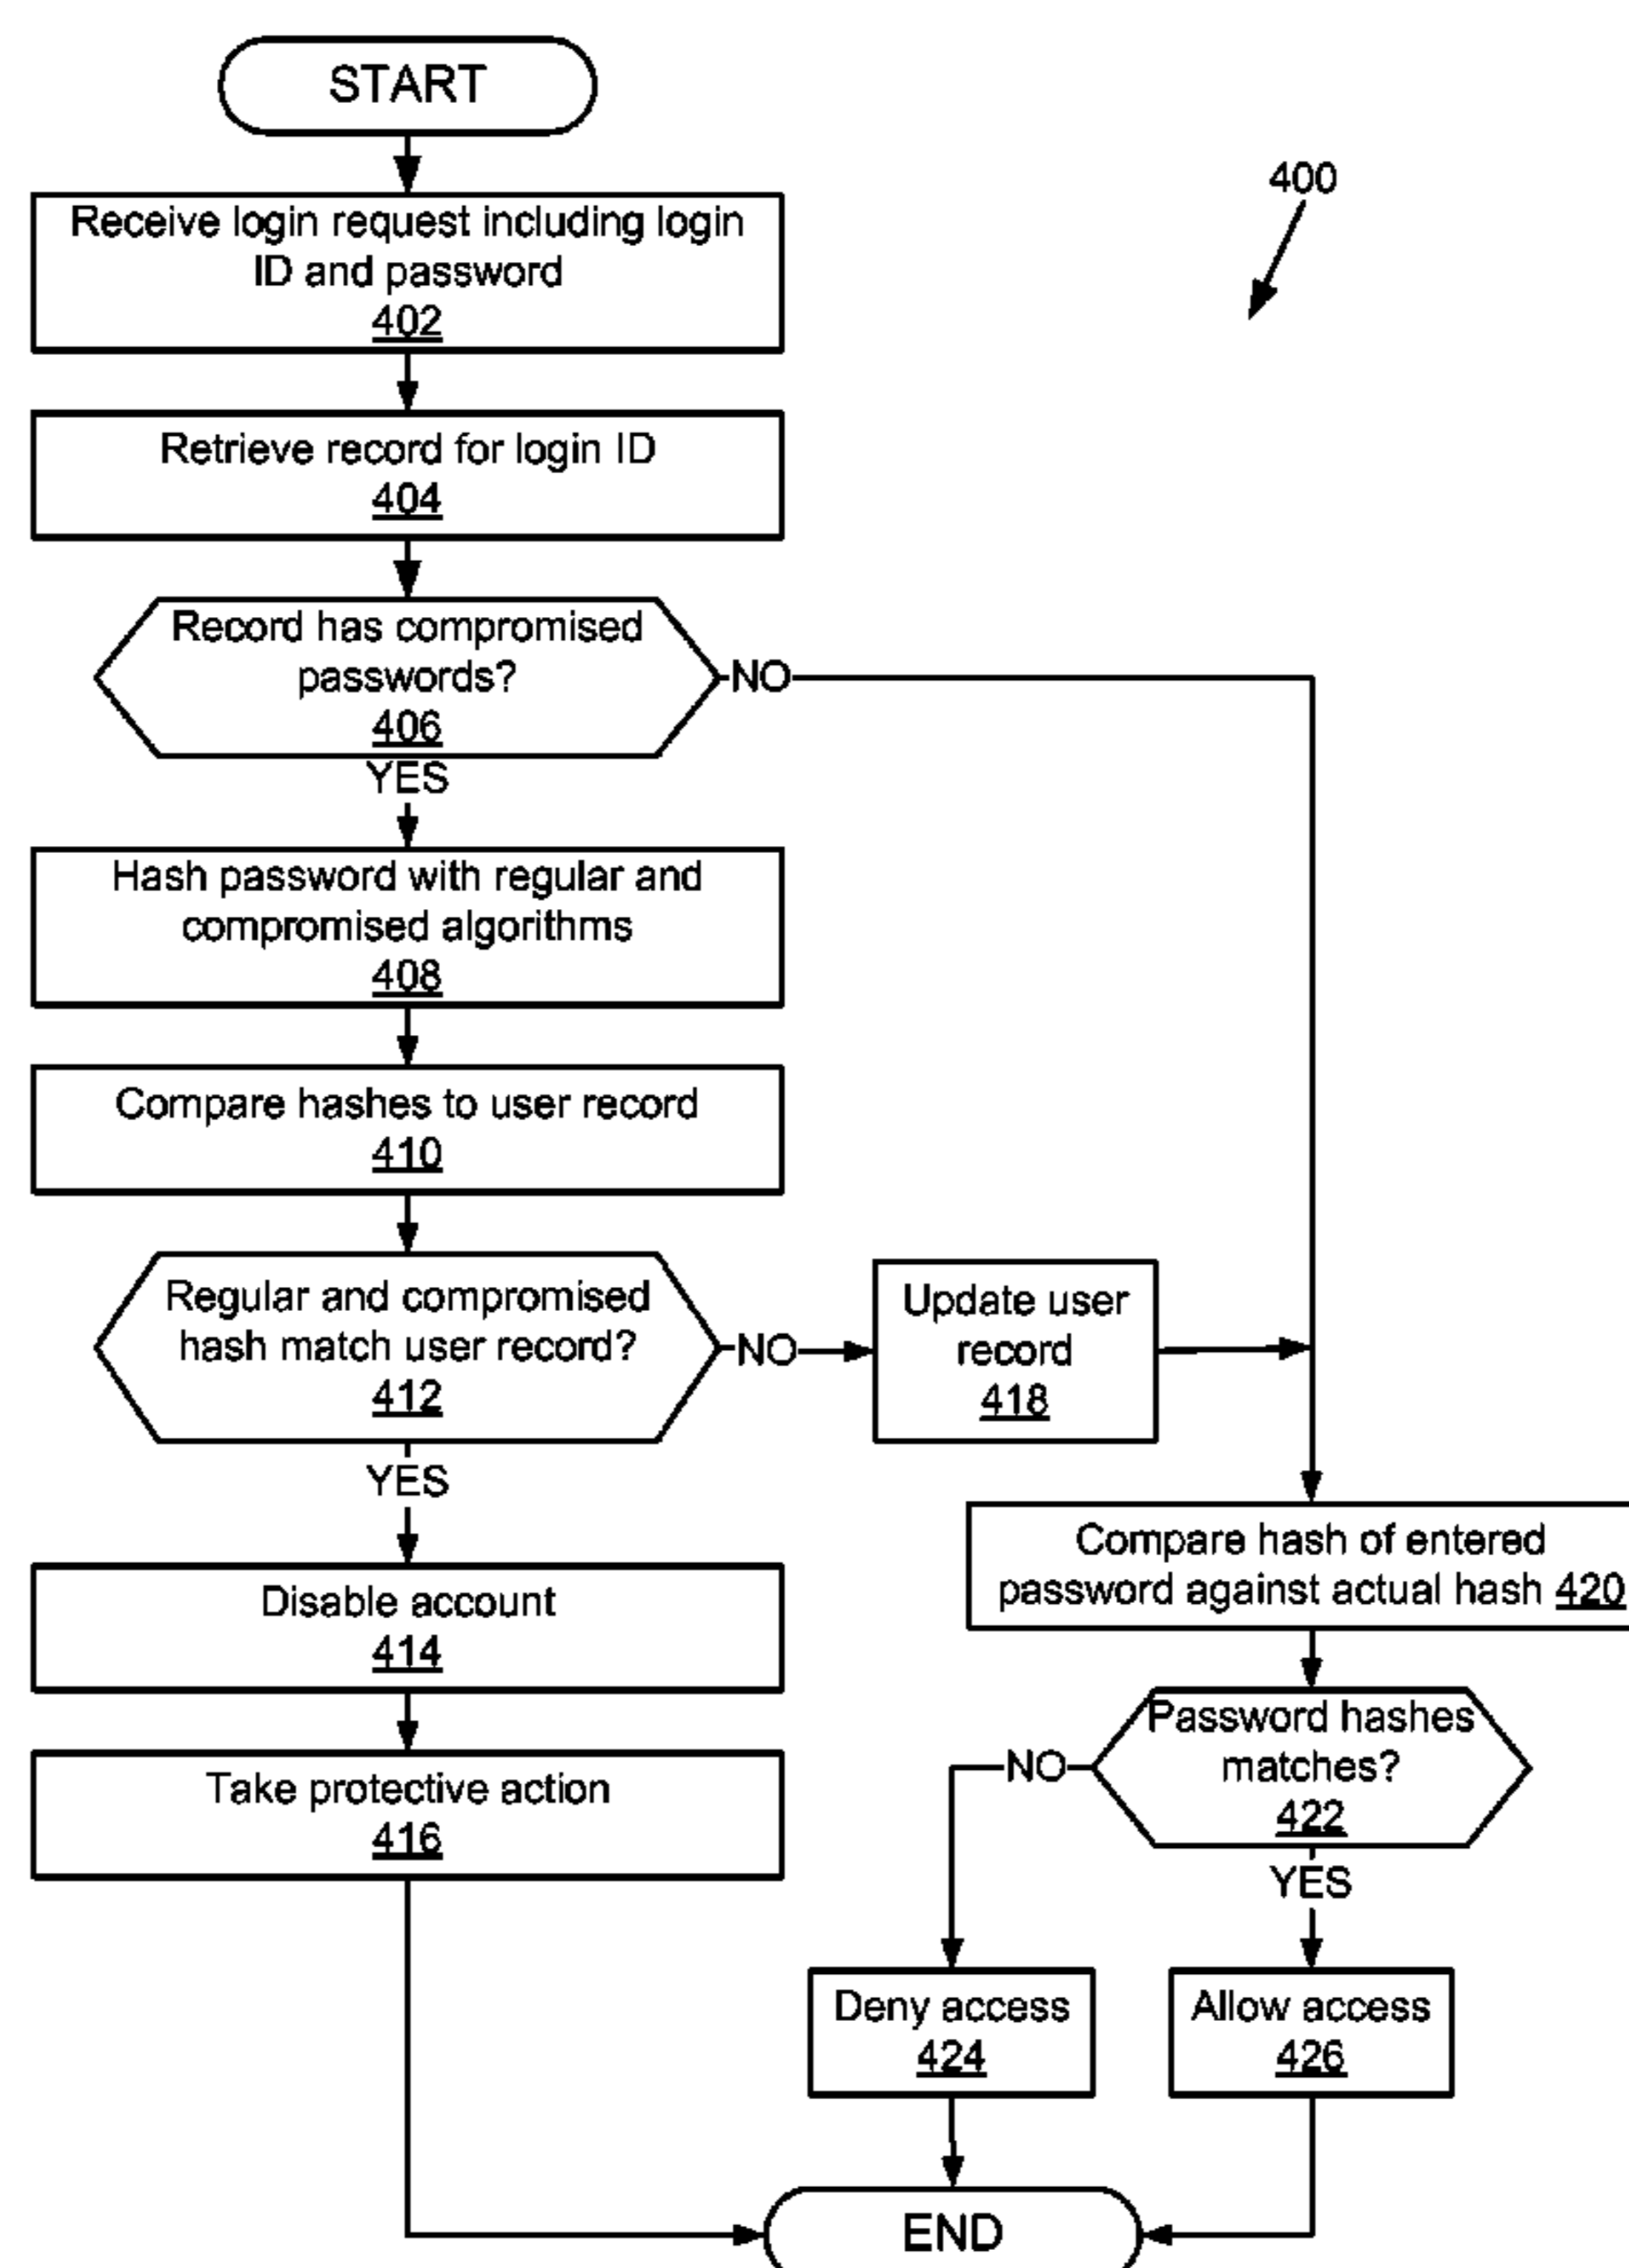 START
400
Receive login request including login
ID and password
402
Retrieve record for login ID
404
Record has compromised
passwords?
406
NO
YES
Hash password with regular and
compromised algorithms
408
Compare hashes to user record
410
Regular and compromised
hash match user record?
412
NO
Update user
record
418
YES
Disable account
414
Take protective action
416
Compare hash of entered
password against actual hash 420
Password hashes
matches?
422
NO
YES
Deny access
424
Allow access
426
END